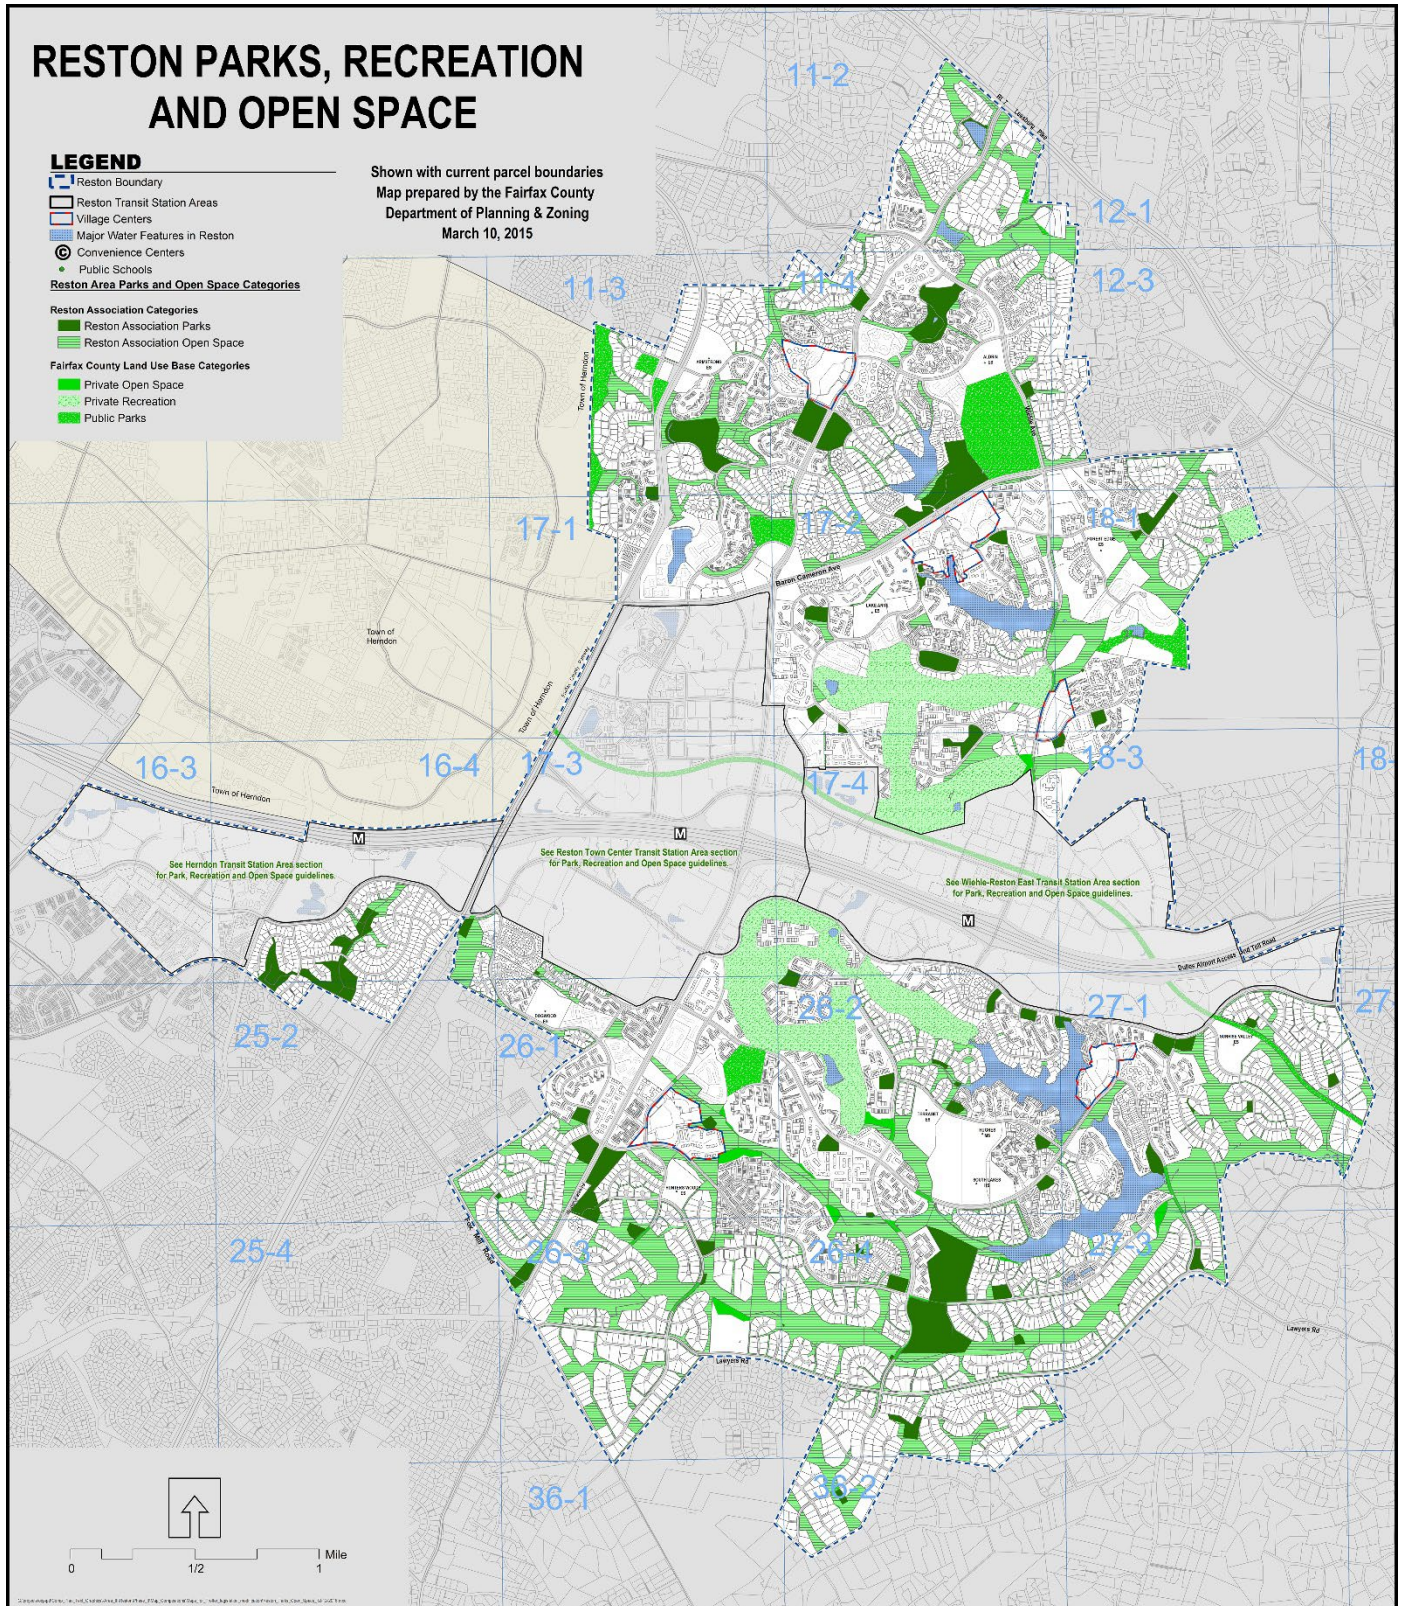 RESTON PARKS, RECREATION
AND OPEN SPACE
LEGEND
Reston Boundary
Reston Transit Station Areas
Village Centers
Major Water Features in Reston
C Convenience Centers
Public Schools
Reston Area Parks and Open Space Categories
Reston Association Categories
Reston Association Parks
Reston Association Open Space
Fairfax County Land Use Base Categories
Private Open Space
Private Recreation
Public Parks
Shown with current parcel boundaries
Map prepared by the Fairfax County
Department of Planning & Zoning
March 10, 2015
11-2
12-1
12-3
11-3
11-4
Town of Herndon
17-1
17-2
18-1
Baron Cameron Ave
Town of
Herndon
Town of Herndon
16-3
16-4
17-3
17-4
18-3
18-
Town of Herndon
M
M
M
See Herndon Transit Station Area section
for Park, Recreation and Open Space guidelines.
See Reston Town Center Transit Station Area section
for Park, Recreation and Open Space guidelines.
See Wiehle-Reston East Transit Station Area section
for Park, Recreation and Open Space guidelines.
Dulles Airport Access and Toll Road
25-2
26-1
26-2
27-1
27
25-4
26-3
26-4
27-3
Fox Mill Road
Lawyers Rd
Lawyers Rd
36-1
36-2
0
1/2
1
Mile